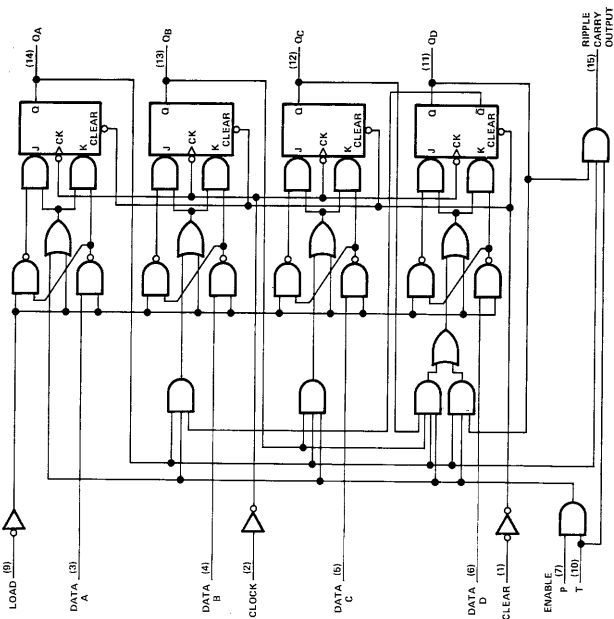 (14) QA
(13) QB
(12) QC
(11) QD
(15) RIPPLE
CARRY
OUTPUT
J Q
CK
K CLEAR
J Q
CK
K CLEAR
J Q
CK
K CLEAR
J Q
CK Q
K CLEAR
LOAD (9)
DATA (3)
A
DATA (4)
B
CLOCK (2)
DATA (5)
C
DATA (6)
D
CLEAR (1)
ENABLE
P (7)
T (10)